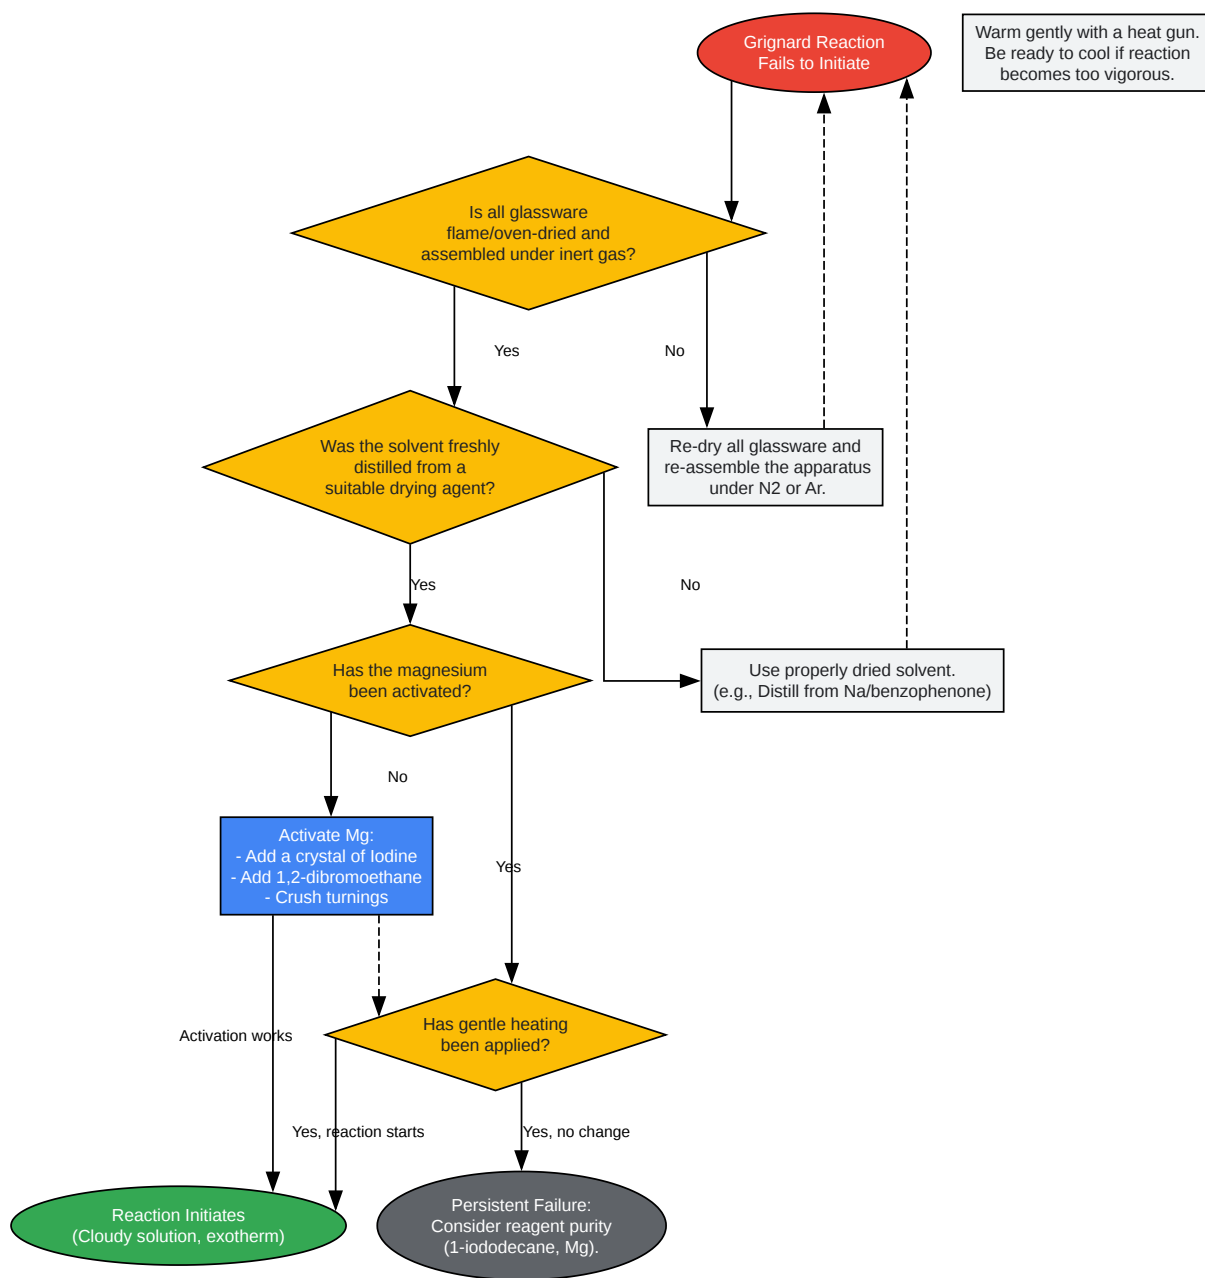 Grignard Reaction
Fails to Initiate
Warm gently with a heat gun.
Be ready to cool if reaction
becomes too vigorous.
Is all glassware
flame/oven-dried and
assembled under inert gas?
Yes
No
Was the solvent freshly
distilled from a
suitable drying agent?
Re-dry all glassware and
re-assemble the apparatus
under N2 or Ar.
Yes
No
Has the magnesium
been activated?
Use properly dried solvent.
(e.g., Distill from Na/benzophenone)
No
Activate Mg:
- Add a crystal of Iodine
- Add 1,2-dibromoethane
- Crush turnings
Yes
Activation works
Has gentle heating
been applied?
Yes, reaction starts
Yes, no change
Reaction Initiates
(Cloudy solution, exotherm)
Persistent Failure:
Consider reagent purity
(1-iododecane, Mg).